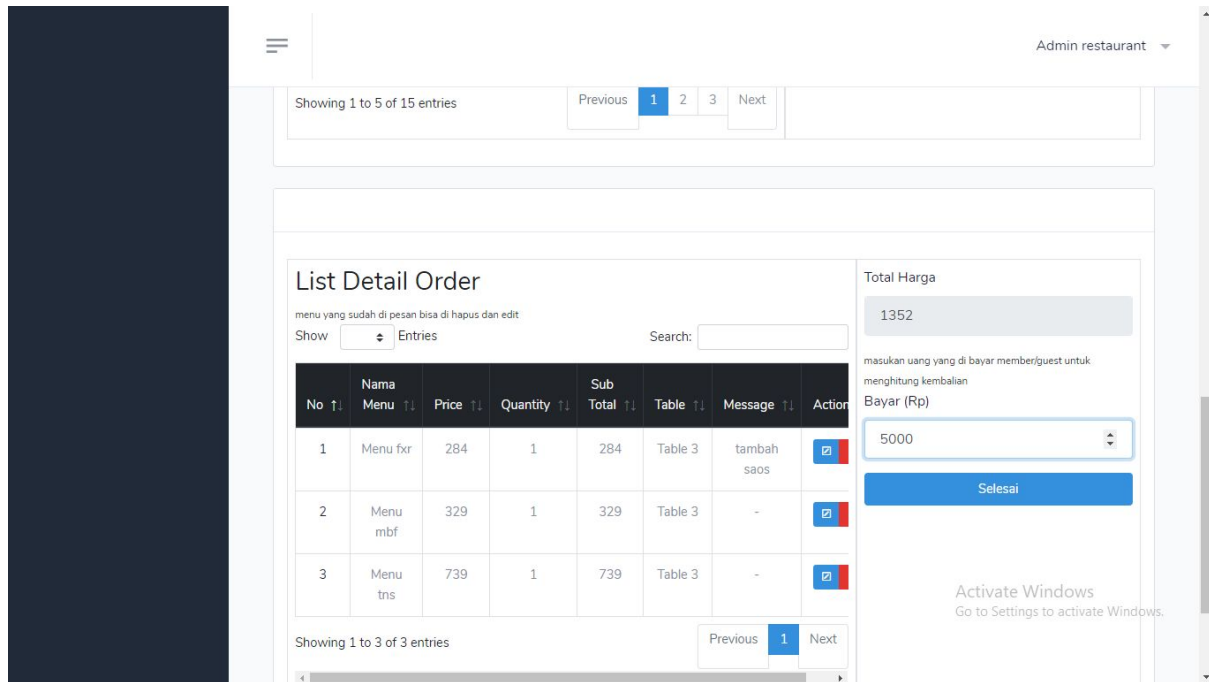 Admin restaurant
Showing 1 to 5 of 15 entries
Previous 1 2 3 Next
List Detail Order
menu yang sudah di pesan bisa di hapus dan edit
Show Entries
Search:
No Nama Menu Price Quantity Sub Total Table Message Action
1 Menu fxr 284 1 284 Table 3 tambah saos
2 Menu mbf 329 1 329 Table 3 -
3 Menu tns 739 1 739 Table 3 -
Showing 1 to 3 of 3 entries
Previous 1 Next
Total Harga
1352
masukan uang yang di bayar member/guest untuk
menghitung kembalian
Bayar (Rp)
5000
Selesai
Activate Windows
Go to Settings to activate Windows.